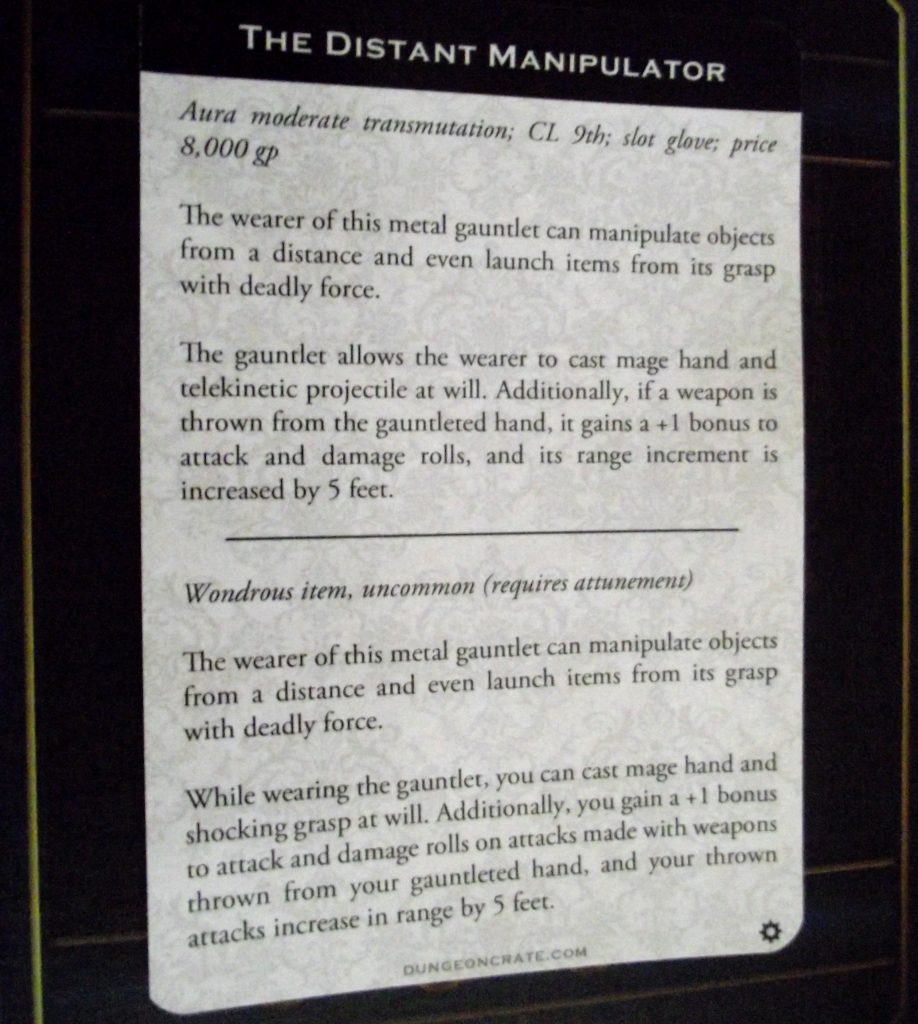 THE DISTANT MANIPULATOR
Aura moderate transmutation; CL 9th; slot glove; price
8,000 gp
The wearer of this metal gauntlet can manipulate objects
from a distance and even launch items from its grasp
with deadly force.
The gauntlet allows the wearer to cast mage hand and
telekinetic projectile at will. Additionally, if a weapon is
thrown from the gauntleted hand, it gains a +1 bonus to
attack and damage rolls, and its range increment is
increased by 5 feet.
Wondrous item, uncommon (requires attunement)
The wearer of this metal gauntlet can manipulate objects
from a distance and even launch items from its grasp
with deadly force.
While wearing the gauntlet, you can cast mage hand and
shocking grasp at will. Additionally, you gain a +1 bonus
to attack and damage rolls on attacks made with weapons
thrown from your gauntleted hand, and your thrown
attacks increase in range by 5 feet.
DUNGEONCRATE.COM